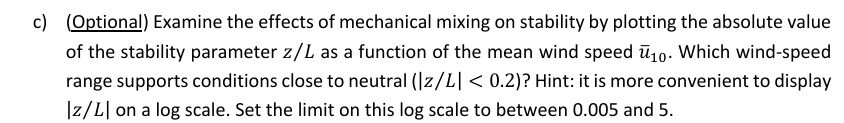 c) (Optional) Examine the effects of mechanical mixing on stability by plotting the absolute value
of the stability parameter z/L as a function of the mean wind speed ū₁₀. Which wind-speed
range supports conditions close to neutral (|z/L| < 0.2)? Hint: it is more convenient to display
|z/L| on a log scale. Set the limit on this log scale to between 0.005 and 5.